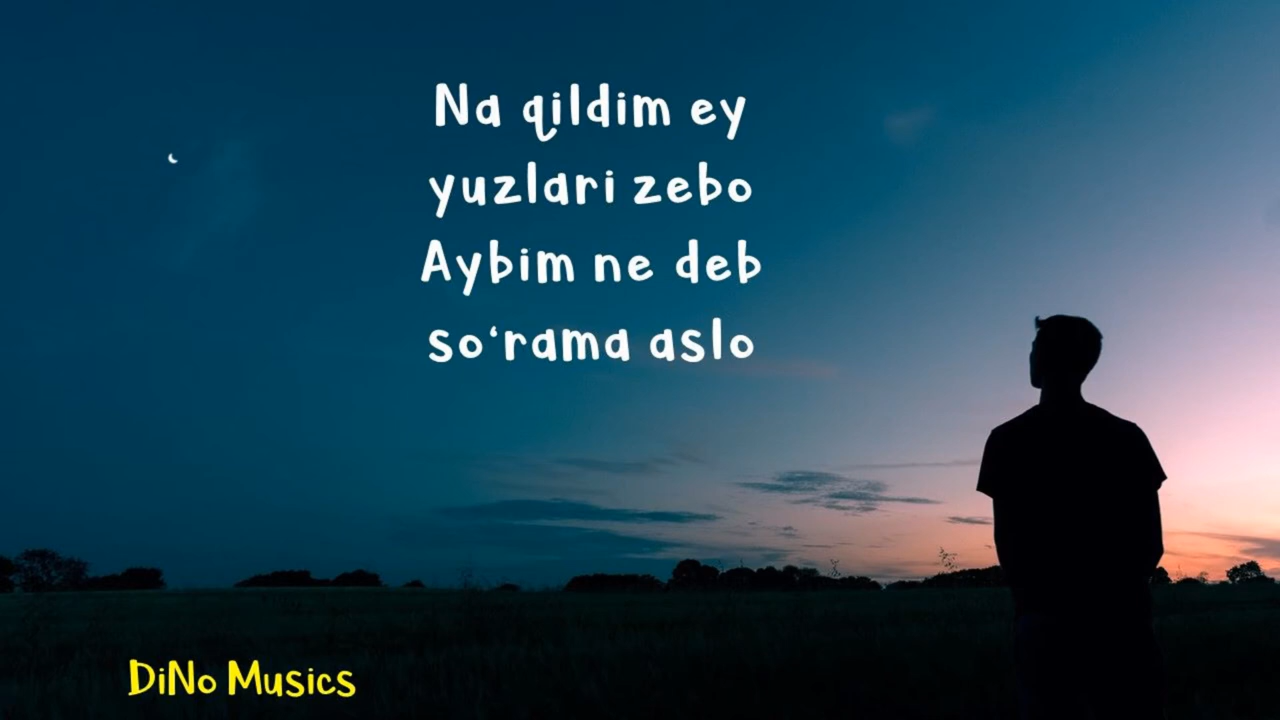 Na qildim ey
yuzlari zebo
Aybim ne deb
so‘rama aslo
DiNo Musics